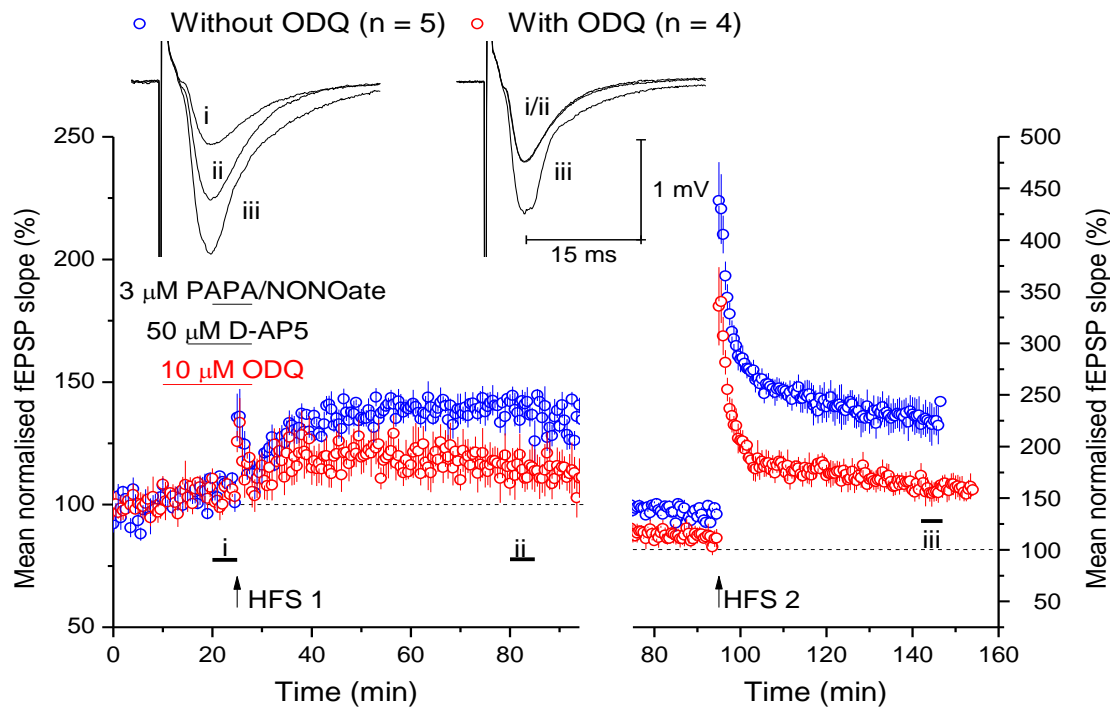 Without ODQ (n = 5) With ODQ (n = 4)
i
ii
iii
i/ii
iii
1 mV
15 ms
3 μM PAPA/NONOate
50 μM D-AP5
10 μM ODQ
Mean normalised fEPSP slope (%)
250
200
150
100
50
i
ii
HFS 1
0 20 40 60 80
Time (min)
500
450
400
350
300
250
200
150
100
50
Mean normalised fEPSP slope (%)
iii
HFS 2
80 100 120 140 160
Time (min)